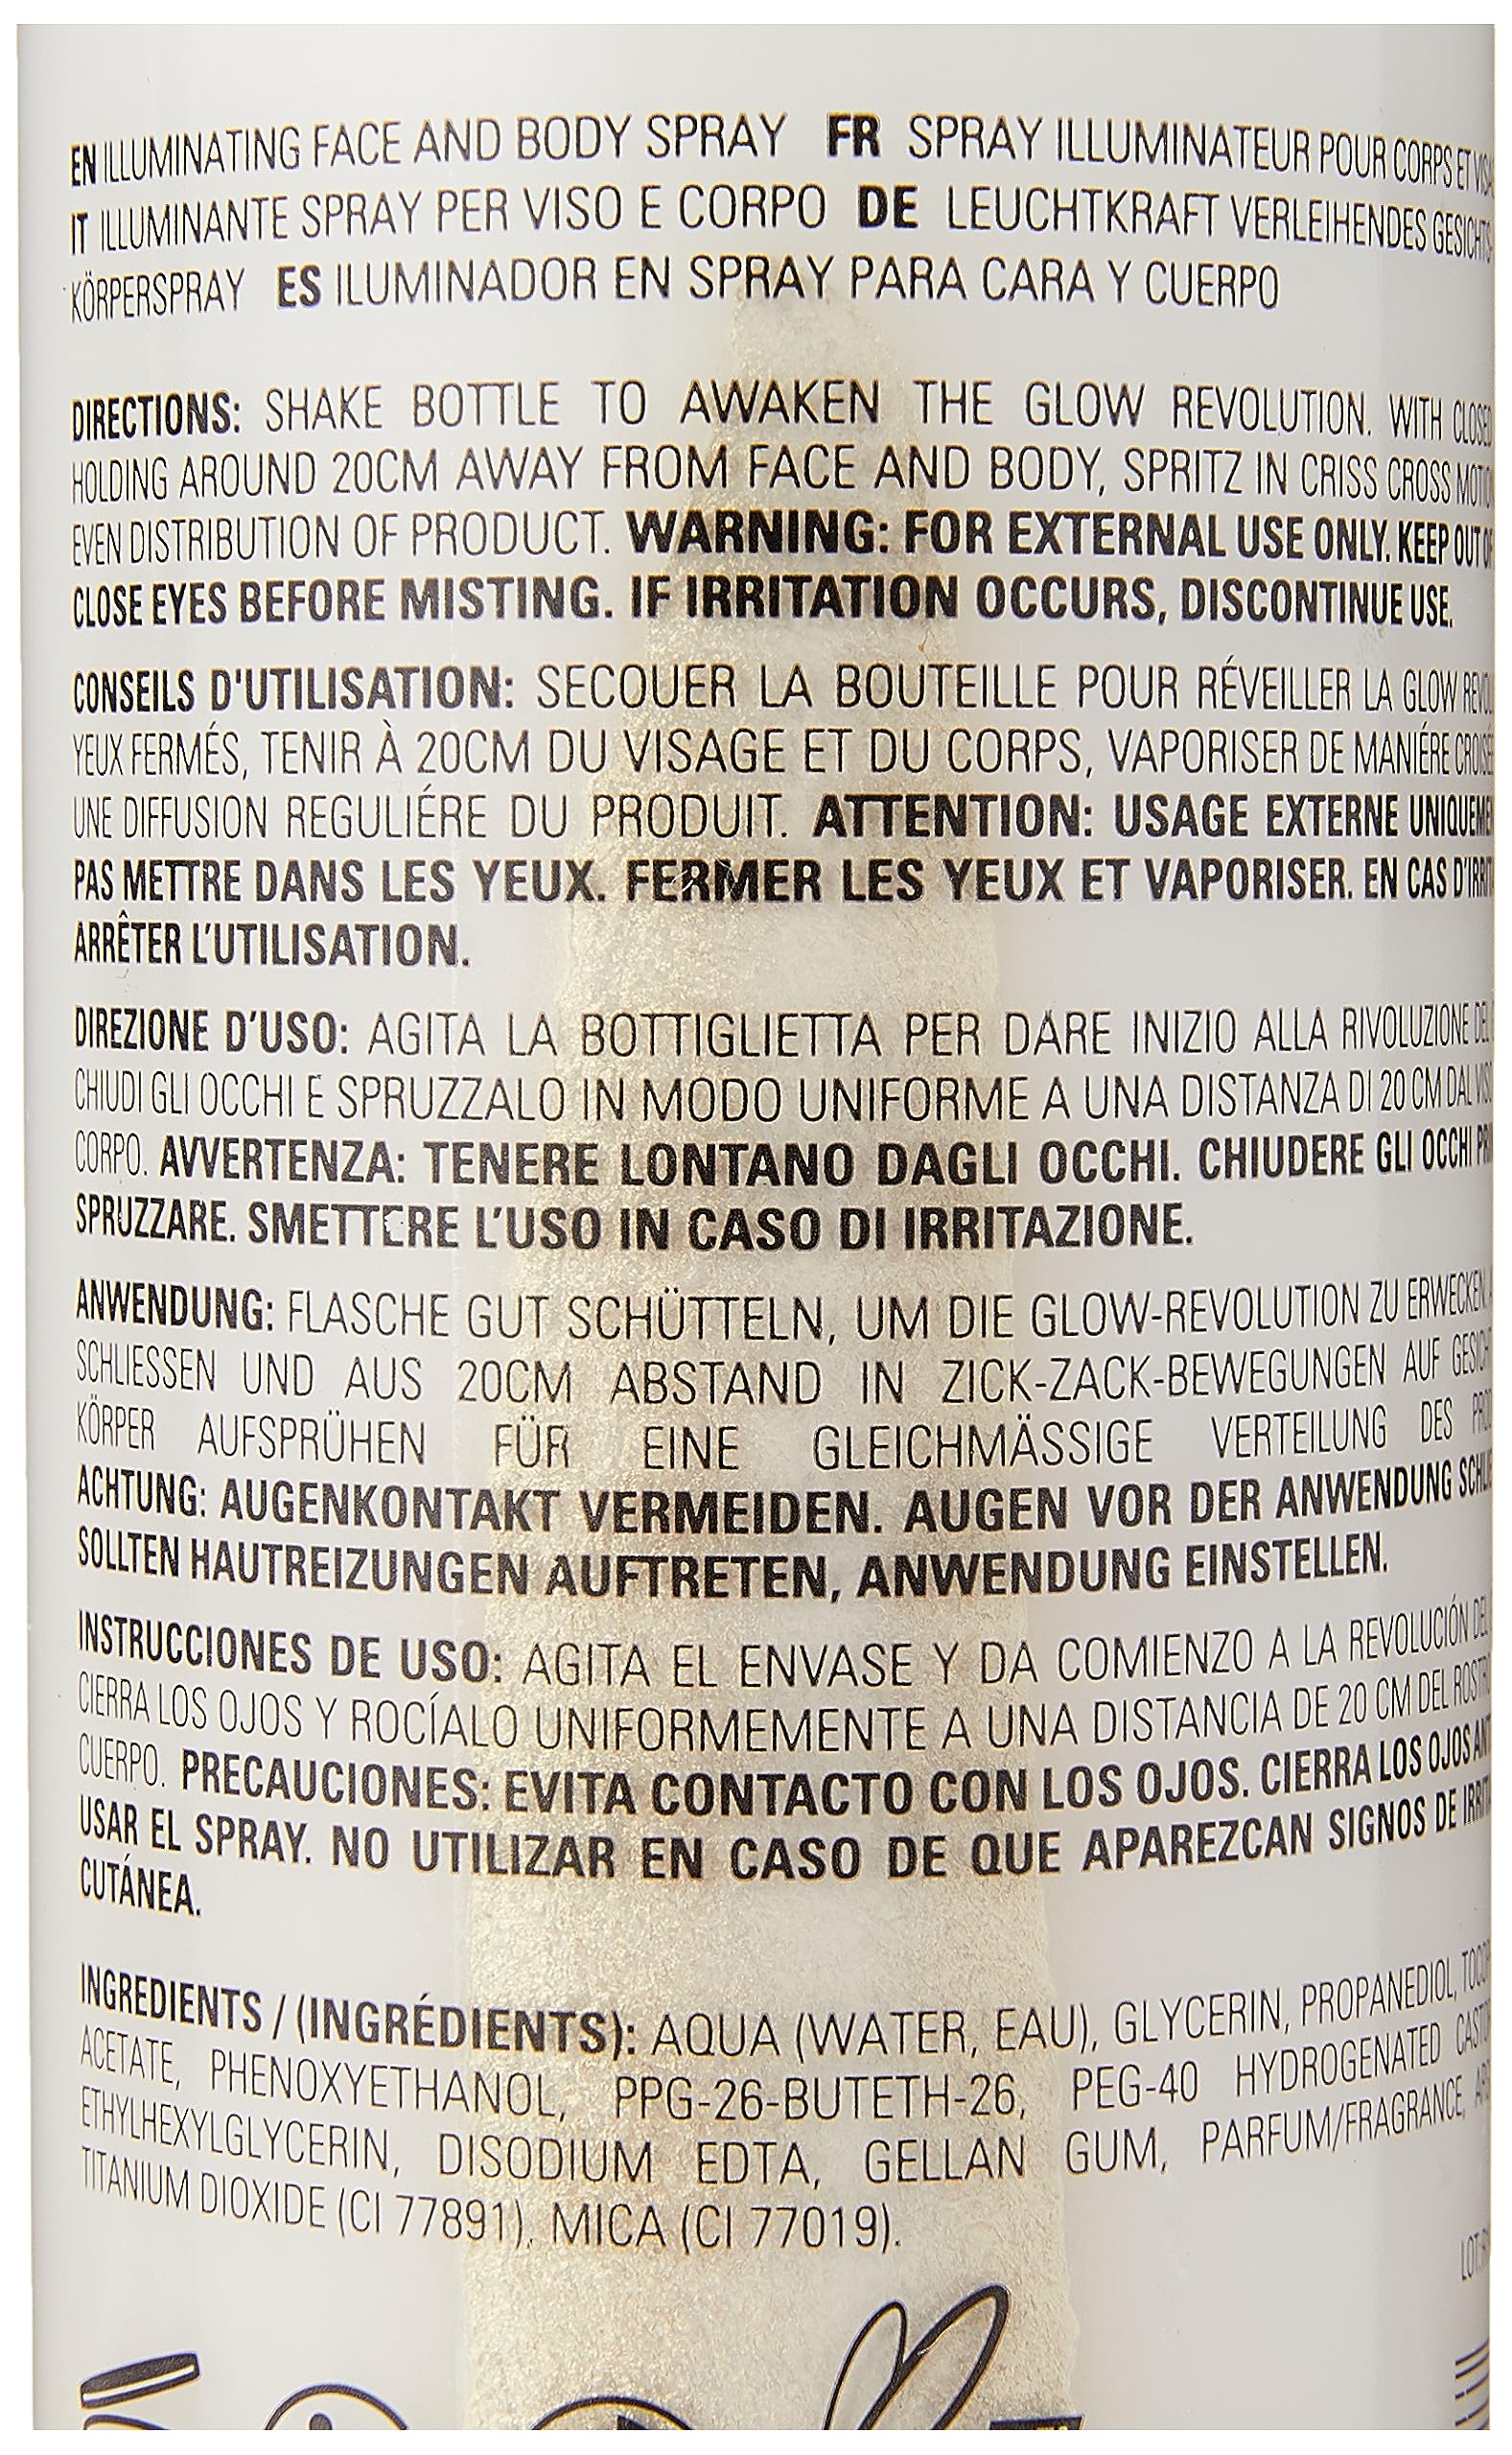 EN ILLUMINATING FACE AND BODY SPRAY FR SPRAY ILLUMINATEUR POUR CORPS ET
IT ILLUMINANTE SPRAY PER VISO E CORPO DE LEUCHTKRAFT VERLEIHENDES
KÖRPERSPRAY ES ILUMINADOR EN SPRAY PARA CARA Y CUERPO
DIRECTIONS: SHAKE BOTTLE TO AWAKEN THE GLOW REVOLUTION. WITH CLOSED
HOLDING AROUND 20CM AWAY FROM FACE AND BODY, SPRITZ IN CRISS CROSS
EVEN DISTRIBUTION OF PRODUCT. WARNING: FOR EXTERNAL USE ONLY. KEEP OUT OF
CLOSE EYES BEFORE MISTING. IF IRRITATION OCCURS, DISCONTINUE USE.
CONSEILS D'UTILISATION: SECOUER LA BOUTEILLE POUR RÉVEILLER LA GLOW
YEUX FERMÉS, TENIR À 20CM DU VISAGE ET DU CORPS, VAPORISER DE MANIÉRE
UNE DIFFUSION REGULIÉRE DU PRODUIT. ATTENTION: USAGE EXTERNE
PAS METTRE DANS LES YEUX. FERMER LES YEUX ET VAPORISER. EN CAS
ARRÊTER L'UTILISATION.
DIREZIONE D'USO: AGITA LA BOTTIGLIETTA PER DARE INIZIO ALLA RIVOLUZIONE
CHIUDI GLI OCCHI E SPRUZZALO IN MODO UNIFORME A UNA DISTANZA DI 20 CM DAL VISO
CORPO. AVVERTENZA: TENERE LONTANO DAGLI OCCHI. CHIUDERE GLI OCCHI
SPRUZZARE. SMETTERE L'USO IN CASO DI IRRITAZIONE.
ANWENDUNG: FLASCHE GUT SCHÜTTELN, UM DIE GLOW-REVOLUTION ZU ERWECKEN.
SCHLIESSEN UND AUS 20CM ABSTAND IN ZICK-ZACK-BEWEGUNGEN AUF
KÖRPER AUFSPRÜHEN FÜR EINE GLEICHMÄSSIGE VERTEILUNG DES
ACHTUNG: AUGENKONTAKT VERMEIDEN. AUGEN VOR DER ANWENDUNG
SOLLTEN HAUTREIZUNGEN AUFTRETEN, ANWENDUNG EINSTELLEN.
INSTRUCCIONES DE USO: AGITA EL ENVASE Y DA COMIENZO A LA REVOLUCIÓN
CIERRA LOS OJOS Y ROCÍALO UNIFORMEMENTE A UNA DISTANCIA DE 20 CM DEL ROSTRO
CUERPO. PRECAUCIONES: EVITA CONTACTO CON LOS OJOS. CIERRA LOS OJOS
USAR EL SPRAY. NO UTILIZAR EN CASO DE QUE APAREZCAN SIGNOS DE
CUTÁNEA.
INGREDIENTS / (INGRÉDIENTS): AQUA (WATER, EAU), GLYCERIN, PROPANEDIOL,
ACETATE, PHENOXYETHANOL, PPG-26-BUTETH-26, PEG-40 HYDROGENATED
ETHYLHEXYLGLYCERIN, DISODIUM EDTA, GELLAN GUM, PARFUM/FRAGRANCE,
TITANIUM DIOXIDE (CI 77891), MICA (CI 77019).